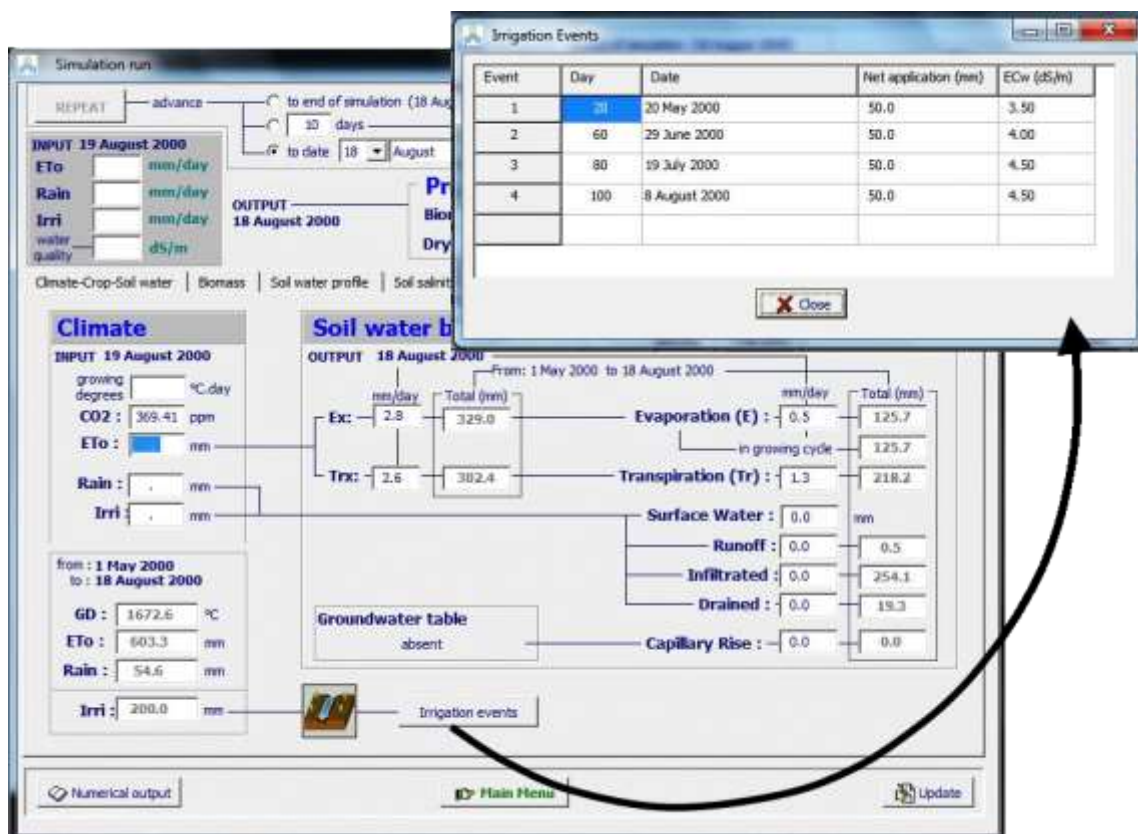 Irrigation Events
Event Day Date Net application (mm) ECw (dS/m)
1 20 20 May 2000 50.0 3.50
2 60 29 June 2000 50.0 4.00
3 80 19 July 2000 50.0 4.50
4 100 8 August 2000 50.0 4.50
Close
Simulation run
REPEAT advance to end of simulation (18 Aug
10 days
to date 18 August
INPUT 19 August 2000
ETo mm/day
Rain mm/day
Irri mm/day
water quality dS/m
OUTPUT
18 August 2000
Pr
Bior
Dry
Climate-Crop-Soil water Biomass Soil water profile Soil salinit
Climate
INPUT 19 August 2000
growing
degrees °C.day
CO2 : 369.41 ppm
ETo : mm
Rain : . mm
Irri : . mm
from : 1 May 2000
to : 18 August 2000
GD : 1672.6 °C
ETo : 603.3 mm
Rain : 54.6 mm
Irri : 200.0 mm
Soil water b
OUTPUT 18 August 2000
From: 1 May 2000 to 18 August 2000
mm/day Total (mm) mm/day Total (mm)
Ex: 2.8 329.0 Evaporation (E) : 0.5 125.7
in growing cycle 125.7
Trx: 2.6 302.4 Transpiration (Tr) : 1.3 218.2
Surface Water : 0.0 mm
Runoff : 0.0 0.5
Infiltrated : 0.0 254.1
Drained : 0.0 19.3
Groundwater table
absent
Capillary Rise : 0.0 0.0
Irrigation events
Numerical output Main Menu Update